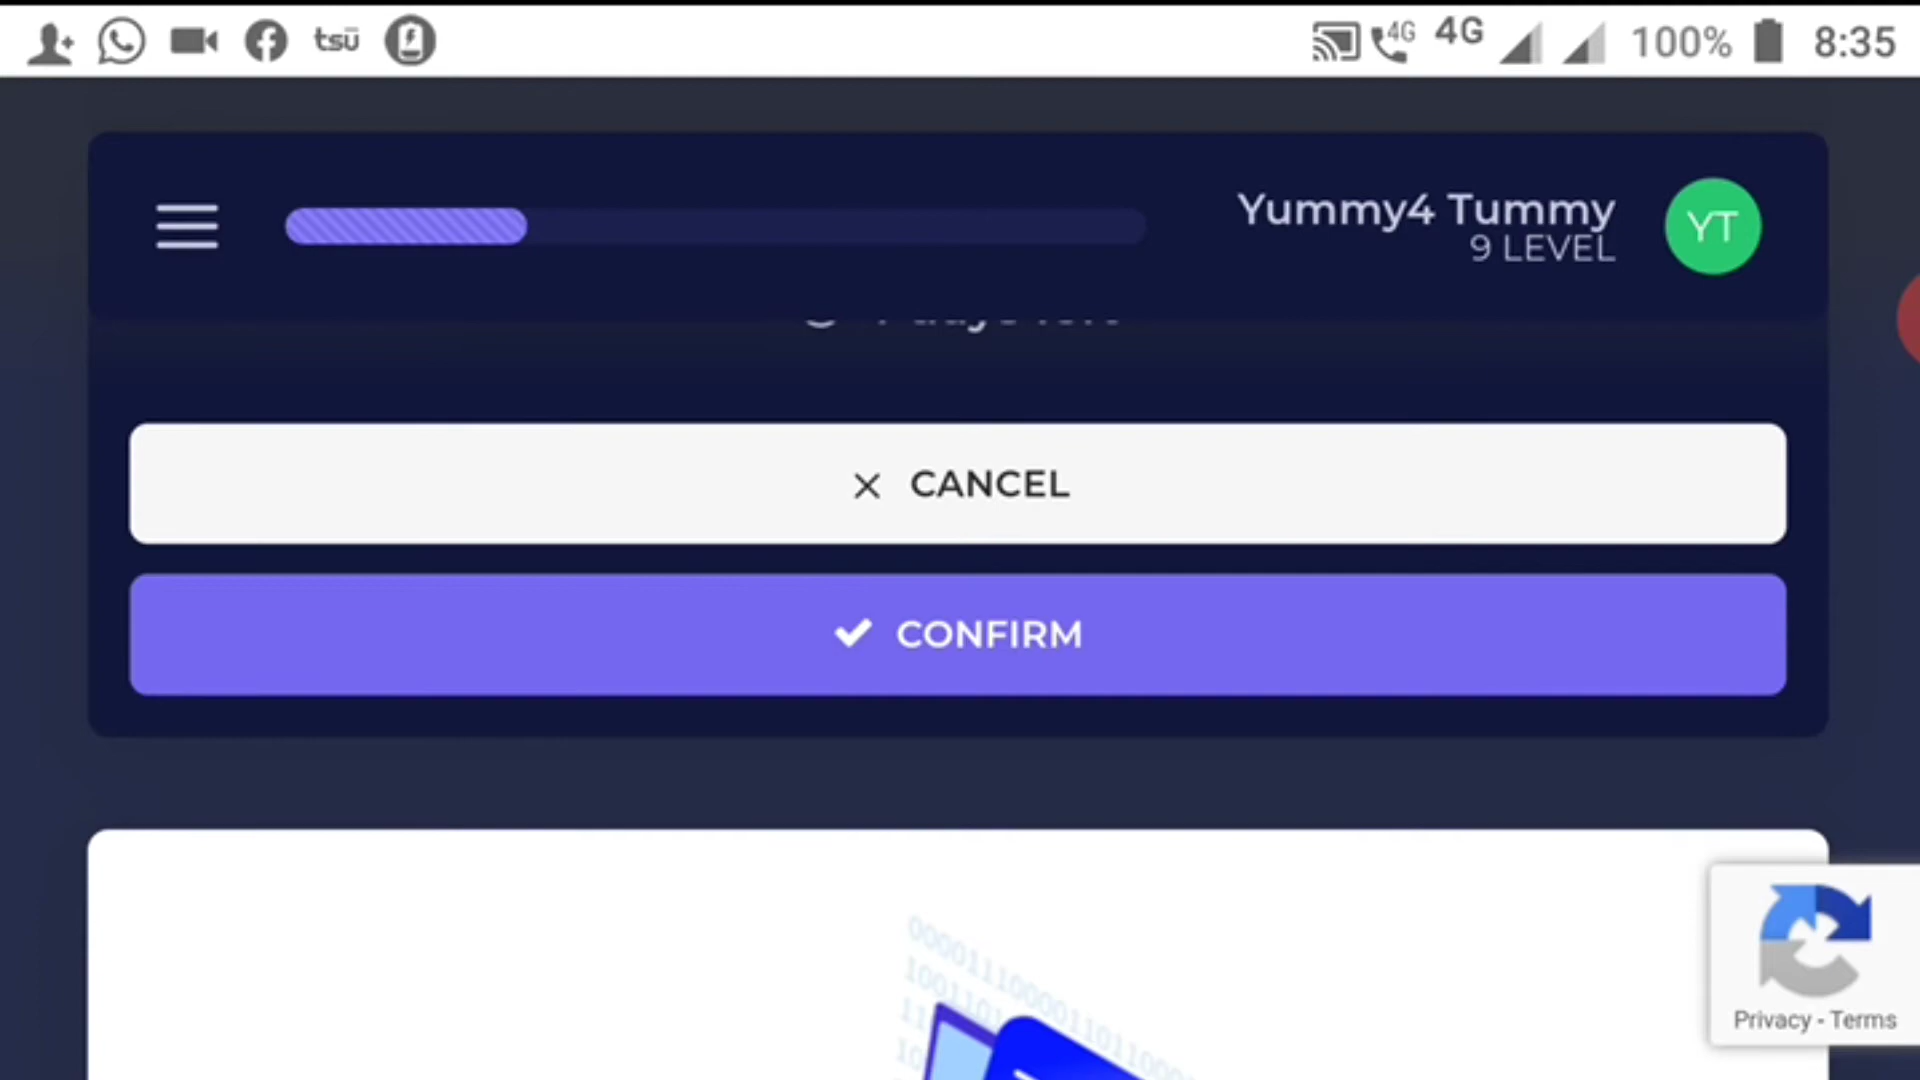 tsū
4G 4G 100% 8:35
Yummy4 Tummy
9 LEVEL
YT
CANCEL
CONFIRM
Privacy - Terms